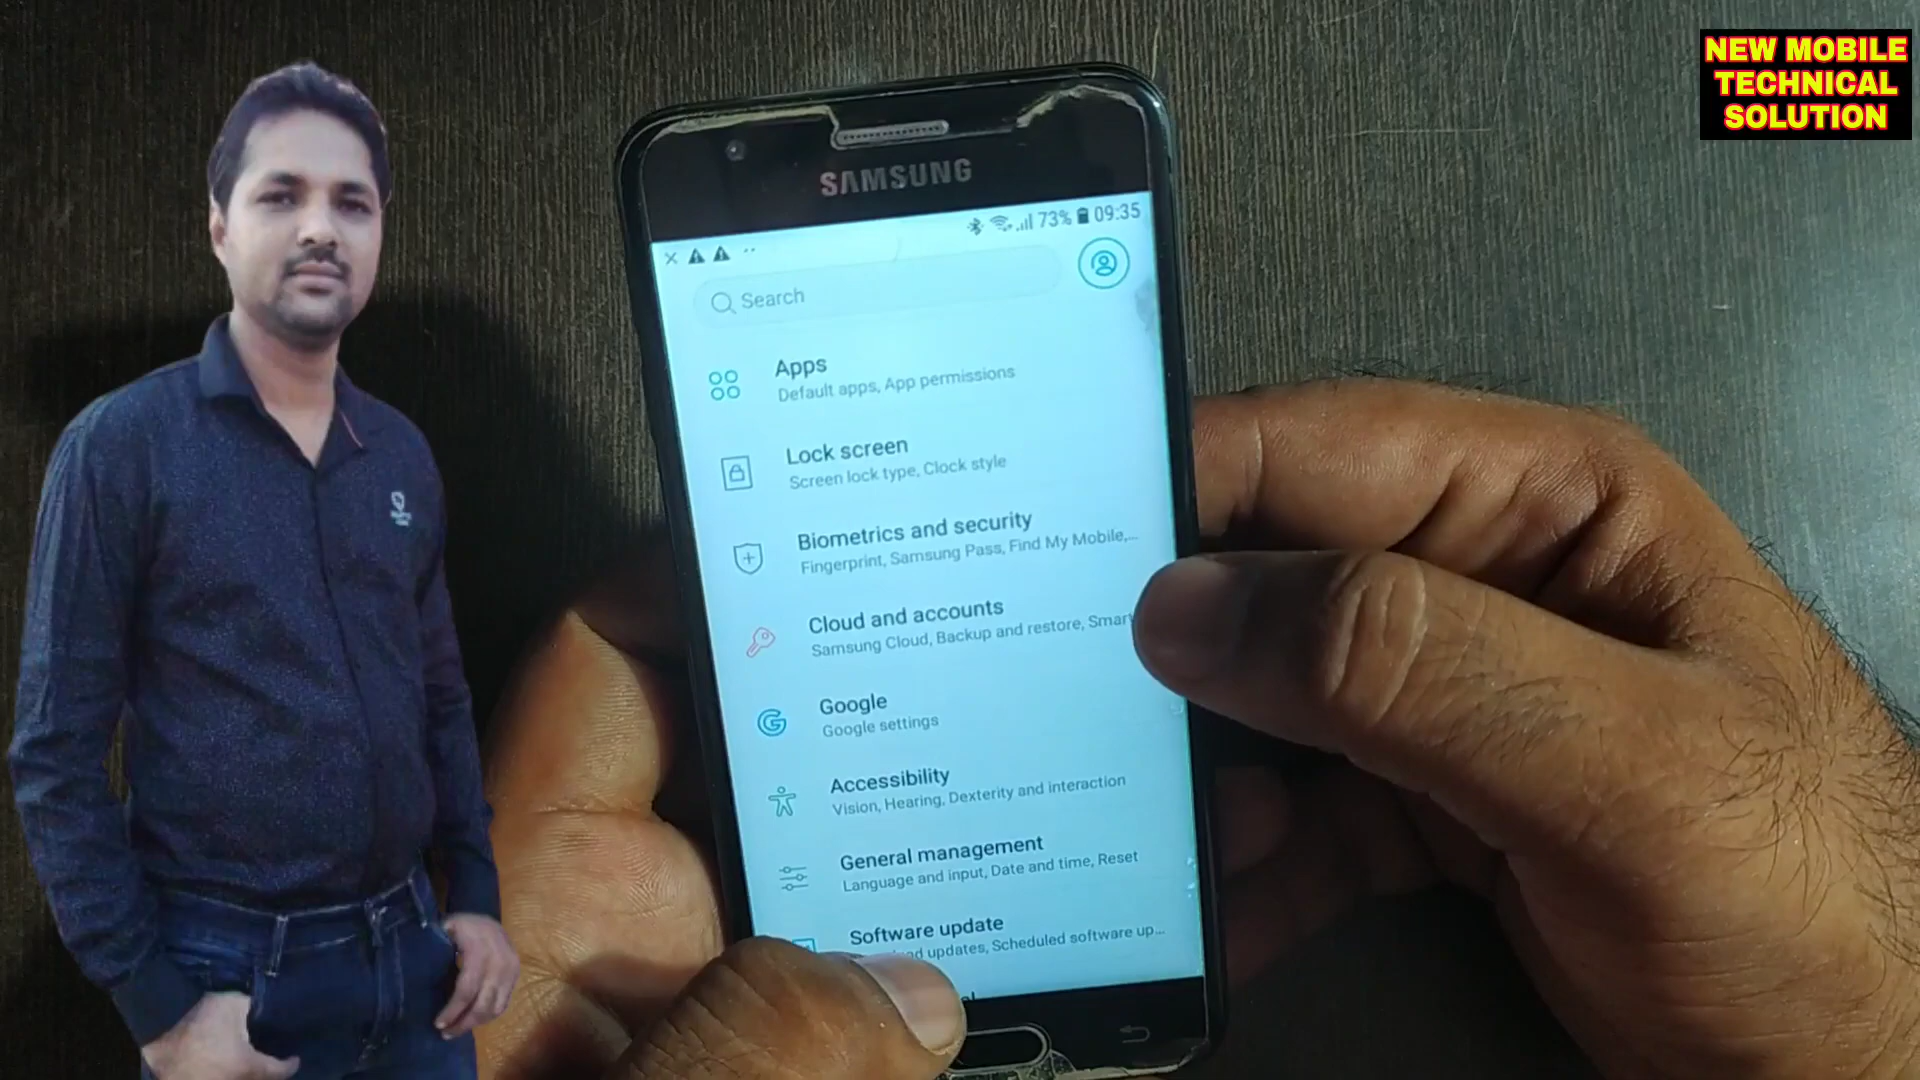 NEW MOBILE
TECHNICAL
SOLUTION
SAMSUNG
73% 09:35
Search
Apps
Default apps, App permissions
Lock screen
Screen lock type, Clock style
Biometrics and security
Fingerprint, Samsung Pass, Find My Mobile,...
Cloud and accounts
Samsung Cloud, Backup and restore, Smart
Google
Google settings
Accessibility
Vision, Hearing, Dexterity and interaction
General management
Language and input, Date and time, Reset
Software update
updates, Scheduled software up...